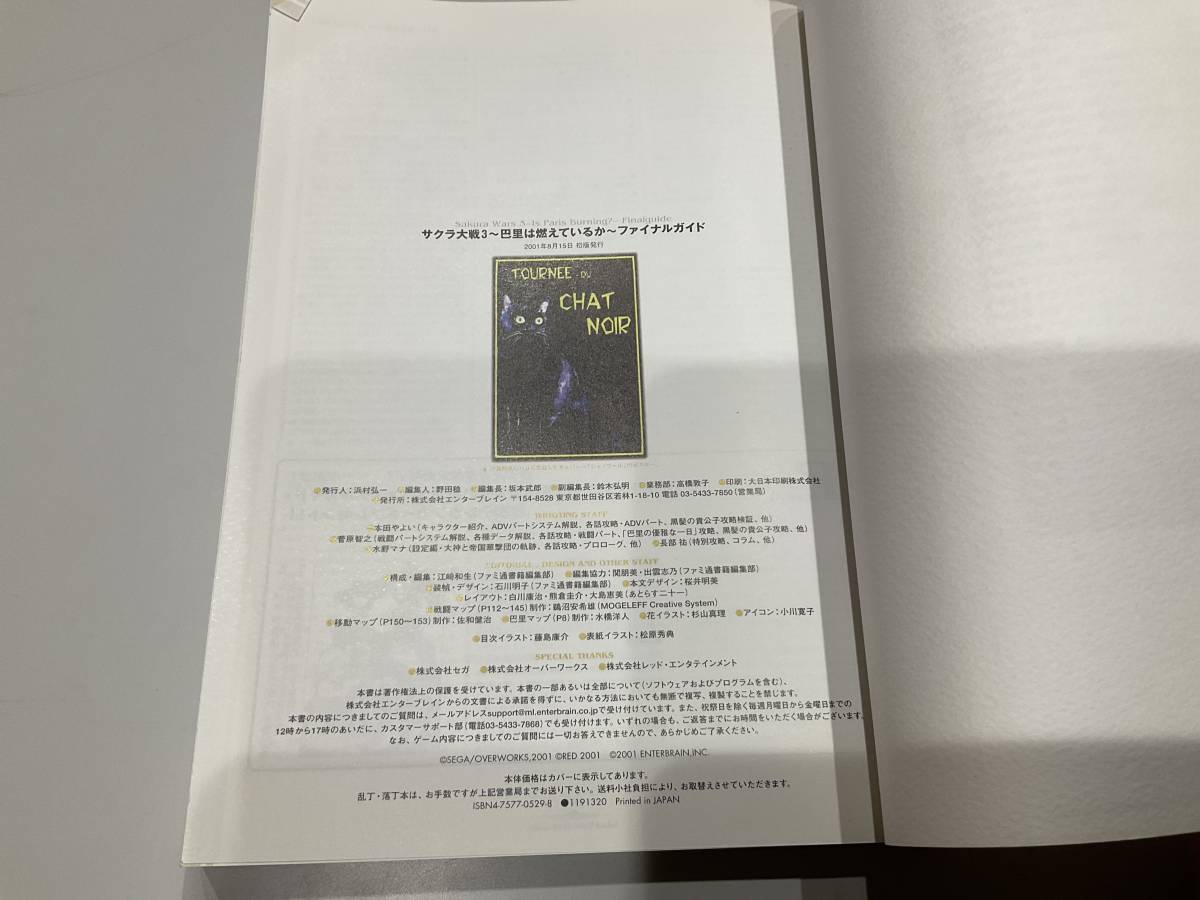 Sakura Wars 3~Is Paris Burning?~ Finalguide
サクラ大戦3～巴里は燃えているか～ファイナルガイド
2001年8月15日 初版発行
TOURNEE DU
CHAT
NOIR
●発行人：浜村弘一 ●編集人：野田稔 ●編集長：坂本武郎 ●副編集長：鈴木弘明 ●業務部：高橋敦子 ●印刷：大日本印刷株式会社
●発行所：株式会社エンターブレイン 〒154-8528 東京都世田谷区若林1-18-10 電話 03-5433-7850（営業局）
WRIGTING STAFF
●本田やよい（キャラクター紹介、ADVパートシステム解説、各話攻略・ADVパート、黒髪の貴公子攻略検証、他）
●菅原智之（戦闘パートシステム解説、各種データ解説、各話攻略・戦闘パート、「巴里の優雅な一日」攻略、黒髪の貴公子攻略、他）
●水野マナ（設定編・大神と帝国華撃団の軌跡、各話攻略・プロローグ、他） ●長部 祐（特別攻略、コラム、他）
EDITORIAL, DESIGN AND OTHER STAFF
●構成・編集：江﨑和生（ファミ通書籍編集部） ●編集協力：関朋美・出雲志乃（ファミ通書籍編集部）
●装幀・デザイン：石川明子（ファミ通書籍編集部） ●本文デザイン：桜井明美
●レイアウト：白川康治・熊倉圭介・大島恵美（あとらす二十一）
●戦闘マップ（P112～145）制作：鵜沼安希雄（MOGELEFF Creative System）
●移動マップ（P150～153）制作：佐和健治 ●巴里マップ（P8）制作：水橋洋人 ●花イラスト：杉山真理 ●アイコン：小川寛子
●目次イラスト：藤島康介 ●表紙イラスト：松原秀典
SPECIAL THANKS
●株式会社セガ ●株式会社オーバーワークス ●株式会社レッド・エンタテインメント
本書は著作権法上の保護を受けています。本書の一部あるいは全部について（ソフトウェアおよびプログラムを含む）、
株式会社エンターブレインからの文書による承諾を得ずに、いかなる方法においても無断で複写、複製することを禁じます。
本書の内容につきましてのご質問は、メールアドレスsupport@ml.enterbrain.co.jpで受け付けています。また、祝祭日を除く毎週月曜日から金曜日までの
12時から17時のあいだに、カスタマーサポート部（電話03-5433-7868）でも受け付けます。いずれの場合も、ご返答までにお時間をいただく場合がございます。
なお、ゲーム内容につきましてのご質問には一切お答えできませんので、あらかじめご了承ください。
©SEGA/OVERWORKS,2001 ©RED 2001 ©2001 ENTERBRAIN,INC.
本体価格はカバーに表示してあります。
乱丁・落丁本は、お手数ですが上記営業局までお送り下さい。送料小社負担により、お取替えさせていただきます。
ISBN4-7577-0529-8 ●1191320 Printed in JAPAN